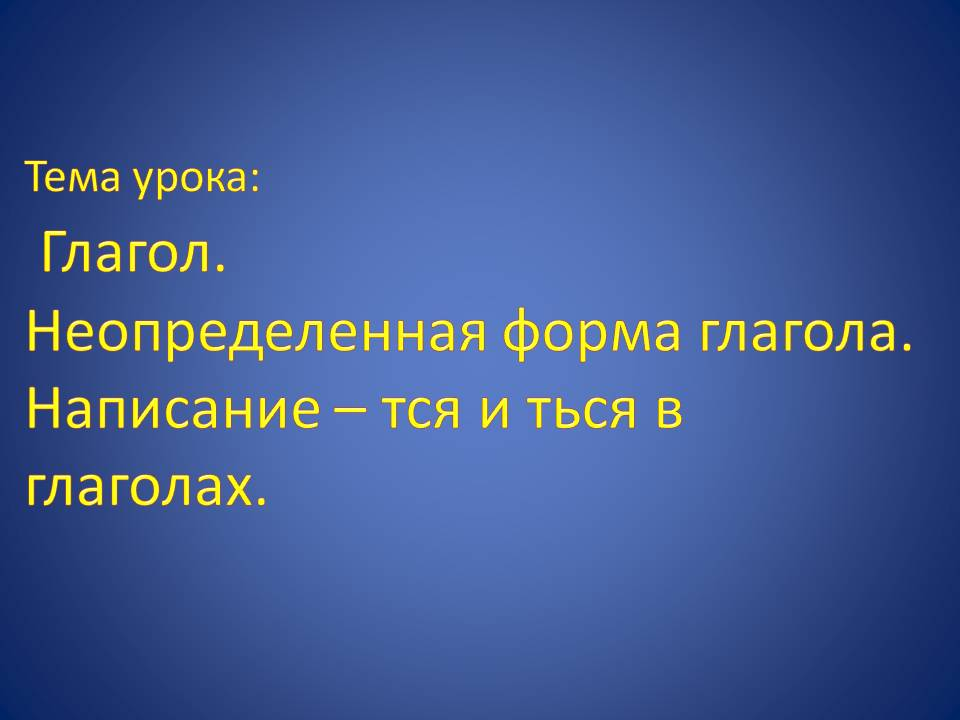 Тема урока:
Глагол.
Неопределенная форма глагола.
Написание – тся и ться в
глаголах.